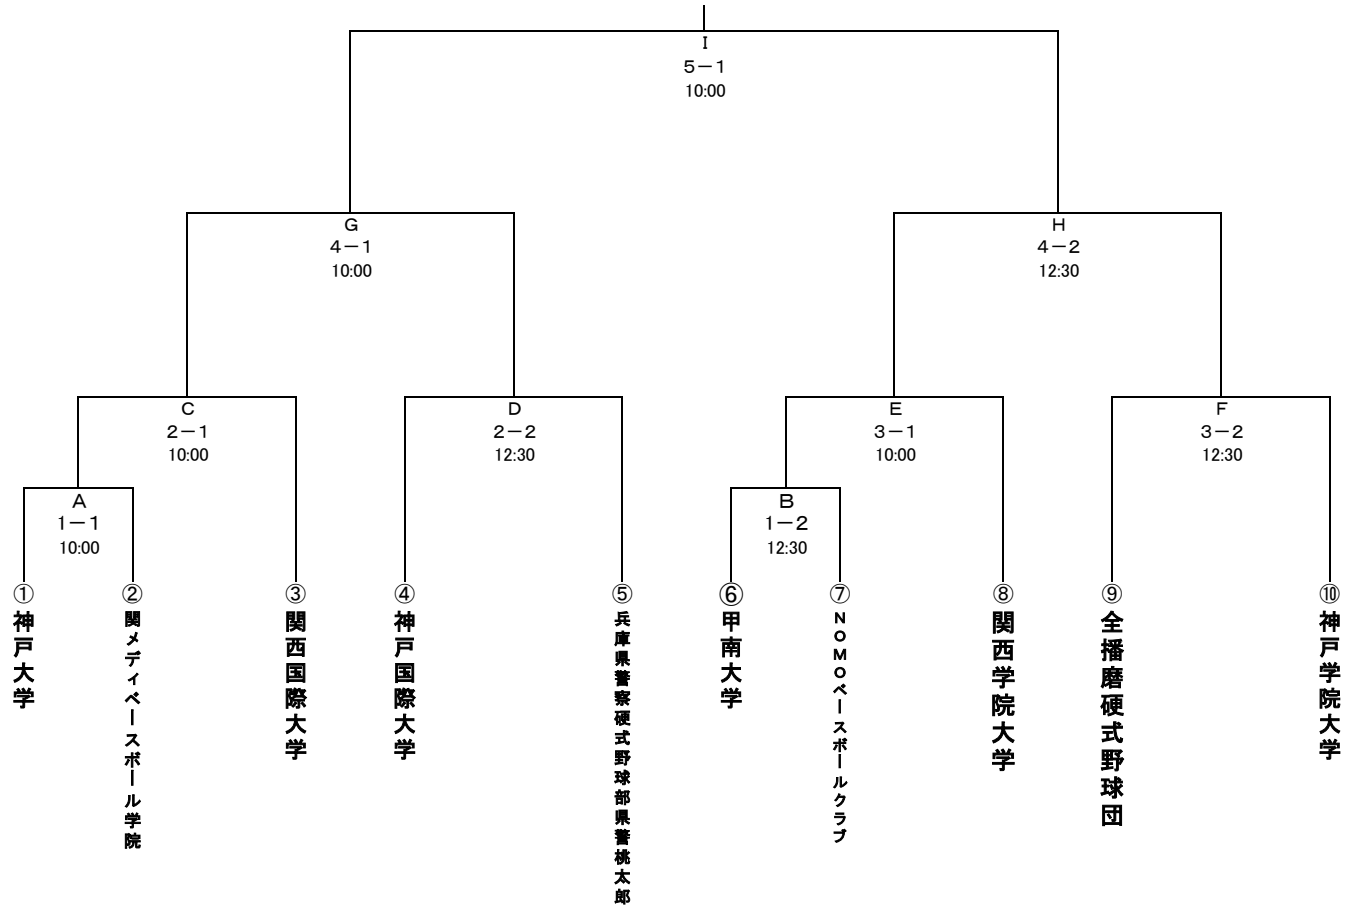 I
5－1
10:00
G
4－1
10:00
H
4－2
12:30
C
2－1
10:00
D
2－2
12:30
E
3－1
10:00
F
3－2
12:30
A
1－1
10:00
B
1－2
12:30
①
神戸大学
②
関メディベースボール学院
③
関西国際大学
④
神戸国際大学
⑤
兵庫県警察硬式野球部県警桃太郎
⑥
甲南大学
⑦
NOMOベースボールクラブ
⑧
関西学院大学
⑨
全播磨硬式野球団
⑩
神戸学院大学